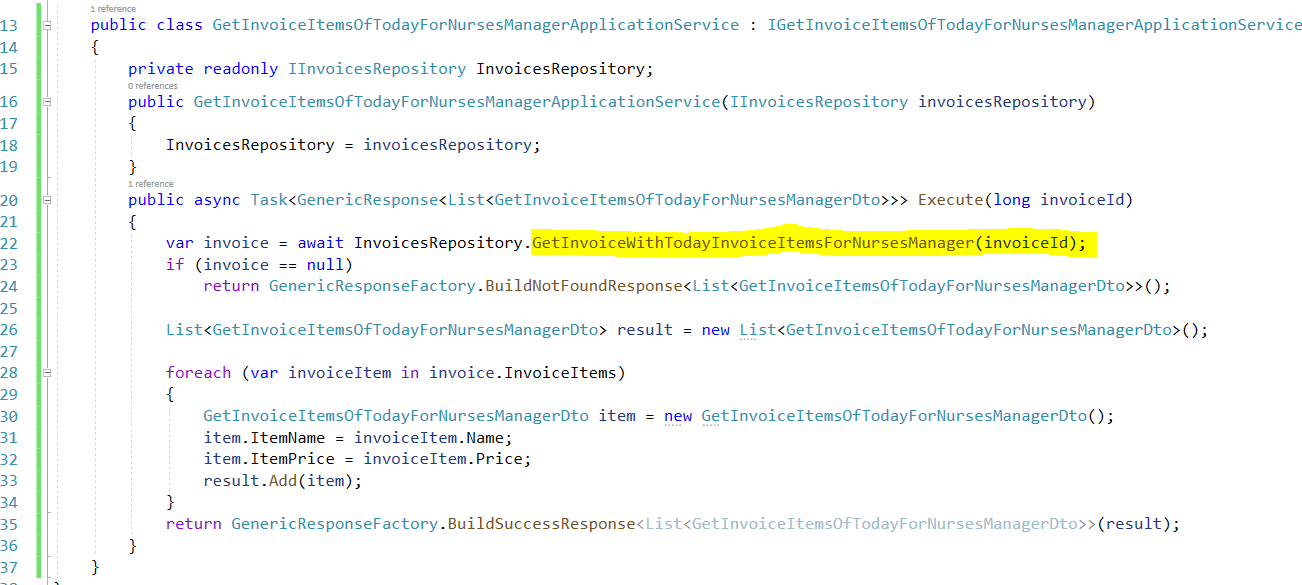 1 reference
13 public class GetInvoiceItemsOfTodayForNursesManagerApplicationService : IGetInvoiceItemsOfTodayForNursesManagerApplicationService
14 {
15 private readonly IInvoicesRepository InvoicesRepository;
0 references
16 public GetInvoiceItemsOfTodayForNursesManagerApplicationService(IInvoicesRepository invoicesRepository)
17 {
18 InvoicesRepository = invoicesRepository;
19 }
1 reference
20 public async Task<GenericResponse<List<GetInvoiceItemsOfTodayForNursesManagerDto>>> Execute(long invoiceId)
21 {
22 var invoice = await InvoicesRepository.GetInvoiceWithTodayInvoiceItemsForNursesManager(invoiceId);
23 if (invoice == null)
24 return GenericResponseFactory.BuildNotFoundResponse<List<GetInvoiceItemsOfTodayForNursesManagerDto>>();
25
26 List<GetInvoiceItemsOfTodayForNursesManagerDto> result = new List<GetInvoiceItemsOfTodayForNursesManagerDto>();
27
28 foreach (var invoiceItem in invoice.InvoiceItems)
29 {
30 GetInvoiceItemsOfTodayForNursesManagerDto item = new GetInvoiceItemsOfTodayForNursesManagerDto();
31 item.ItemName = invoiceItem.Name;
32 item.ItemPrice = invoiceItem.Price;
33 result.Add(item);
34 }
35 return GenericResponseFactory.BuildSuccessResponse<List<GetInvoiceItemsOfTodayForNursesManagerDto>>(result);
36 }
37 }